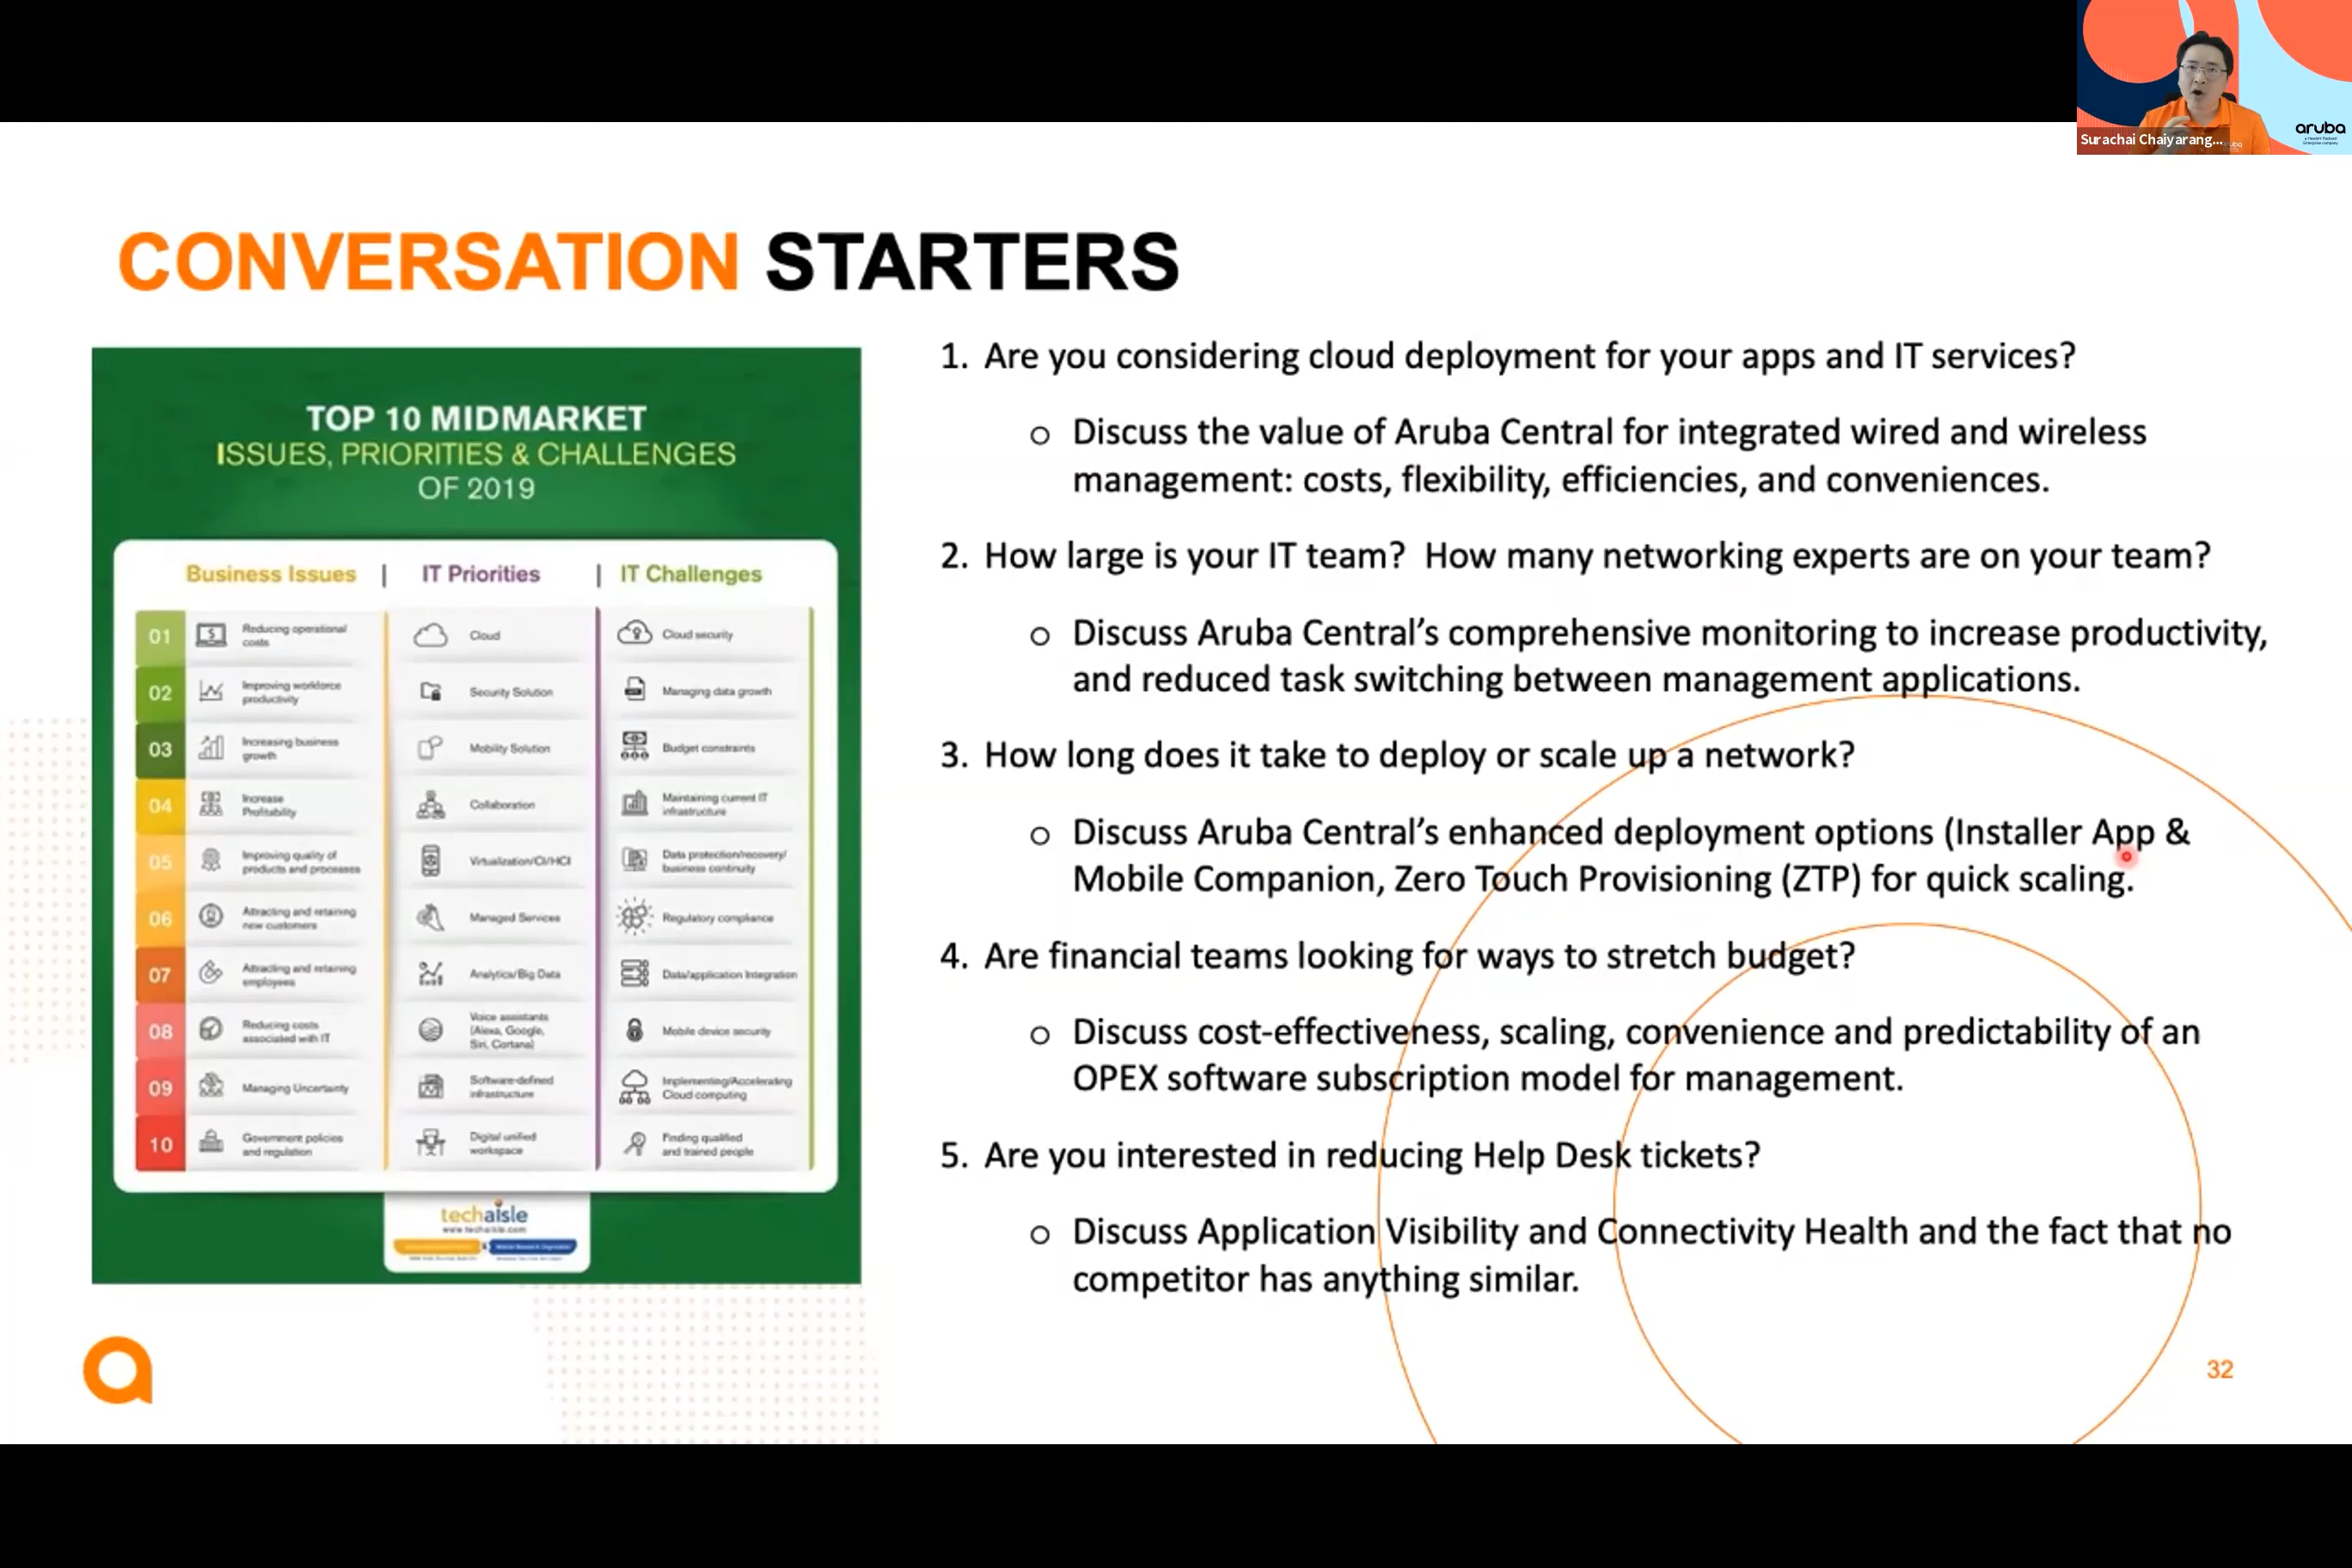 Surachai Chaiyarang...
aruba
a Hewlett Packard
Enterprise company
CONVERSATION STARTERS
TOP 10 MIDMARKET
ISSUES, PRIORITIES & CHALLENGES
OF 2019
Business Issues | IT Priorities | IT Challenges
01 Reducing operational costs Cloud Cloud security
02 Improving workforce productivity Security Solution Managing data growth
03 Increasing business growth Mobility Solution Budget constraints
04 Increase Profitability Collaboration Maintaining current IT infrastructure
05 Improving quality of products and processes Virtualization/CI/HCI Data protection/recovery/ business continuity
06 Attracting and retaining new customers Managed Services Regulatory compliance
07 Attracting and retaining employees Analytics/Big Data Data/application Integration
08 Reducing costs associated with IT Voice assistants (Alexa, Google, Siri, Cortana) Mobile device security
09 Managing Uncertainty Software-defined infrastructure Implementing/Accelerating Cloud computing
10 Government policies and regulation Digital unified workspace Finding qualified and trained people
techaisle
www.techaisle.com
1. Are you considering cloud deployment for your apps and IT services?
o Discuss the value of Aruba Central for integrated wired and wireless
management: costs, flexibility, efficiencies, and conveniences.
2. How large is your IT team? How many networking experts are on your team?
o Discuss Aruba Central's comprehensive monitoring to increase productivity,
and reduced task switching between management applications.
3. How long does it take to deploy or scale up a network?
o Discuss Aruba Central's enhanced deployment options (Installer App &
Mobile Companion, Zero Touch Provisioning (ZTP) for quick scaling.
4. Are financial teams looking for ways to stretch budget?
o Discuss cost-effectiveness, scaling, convenience and predictability of an
OPEX software subscription model for management.
5. Are you interested in reducing Help Desk tickets?
o Discuss Application Visibility and Connectivity Health and the fact that no
competitor has anything similar.
32